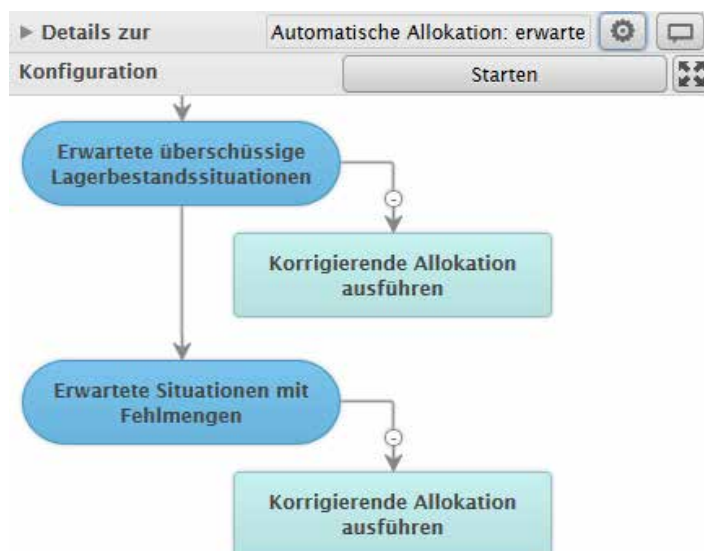 Details zur
Automatische Allokation: erwarte
Konfiguration
Starten
Erwartete überschüssige
Lagerbestandssituationen
-
Korrigierende Allokation
ausführen
Erwartete Situationen mit
Fehlmengen
-
Korrigierende Allokation
ausführen